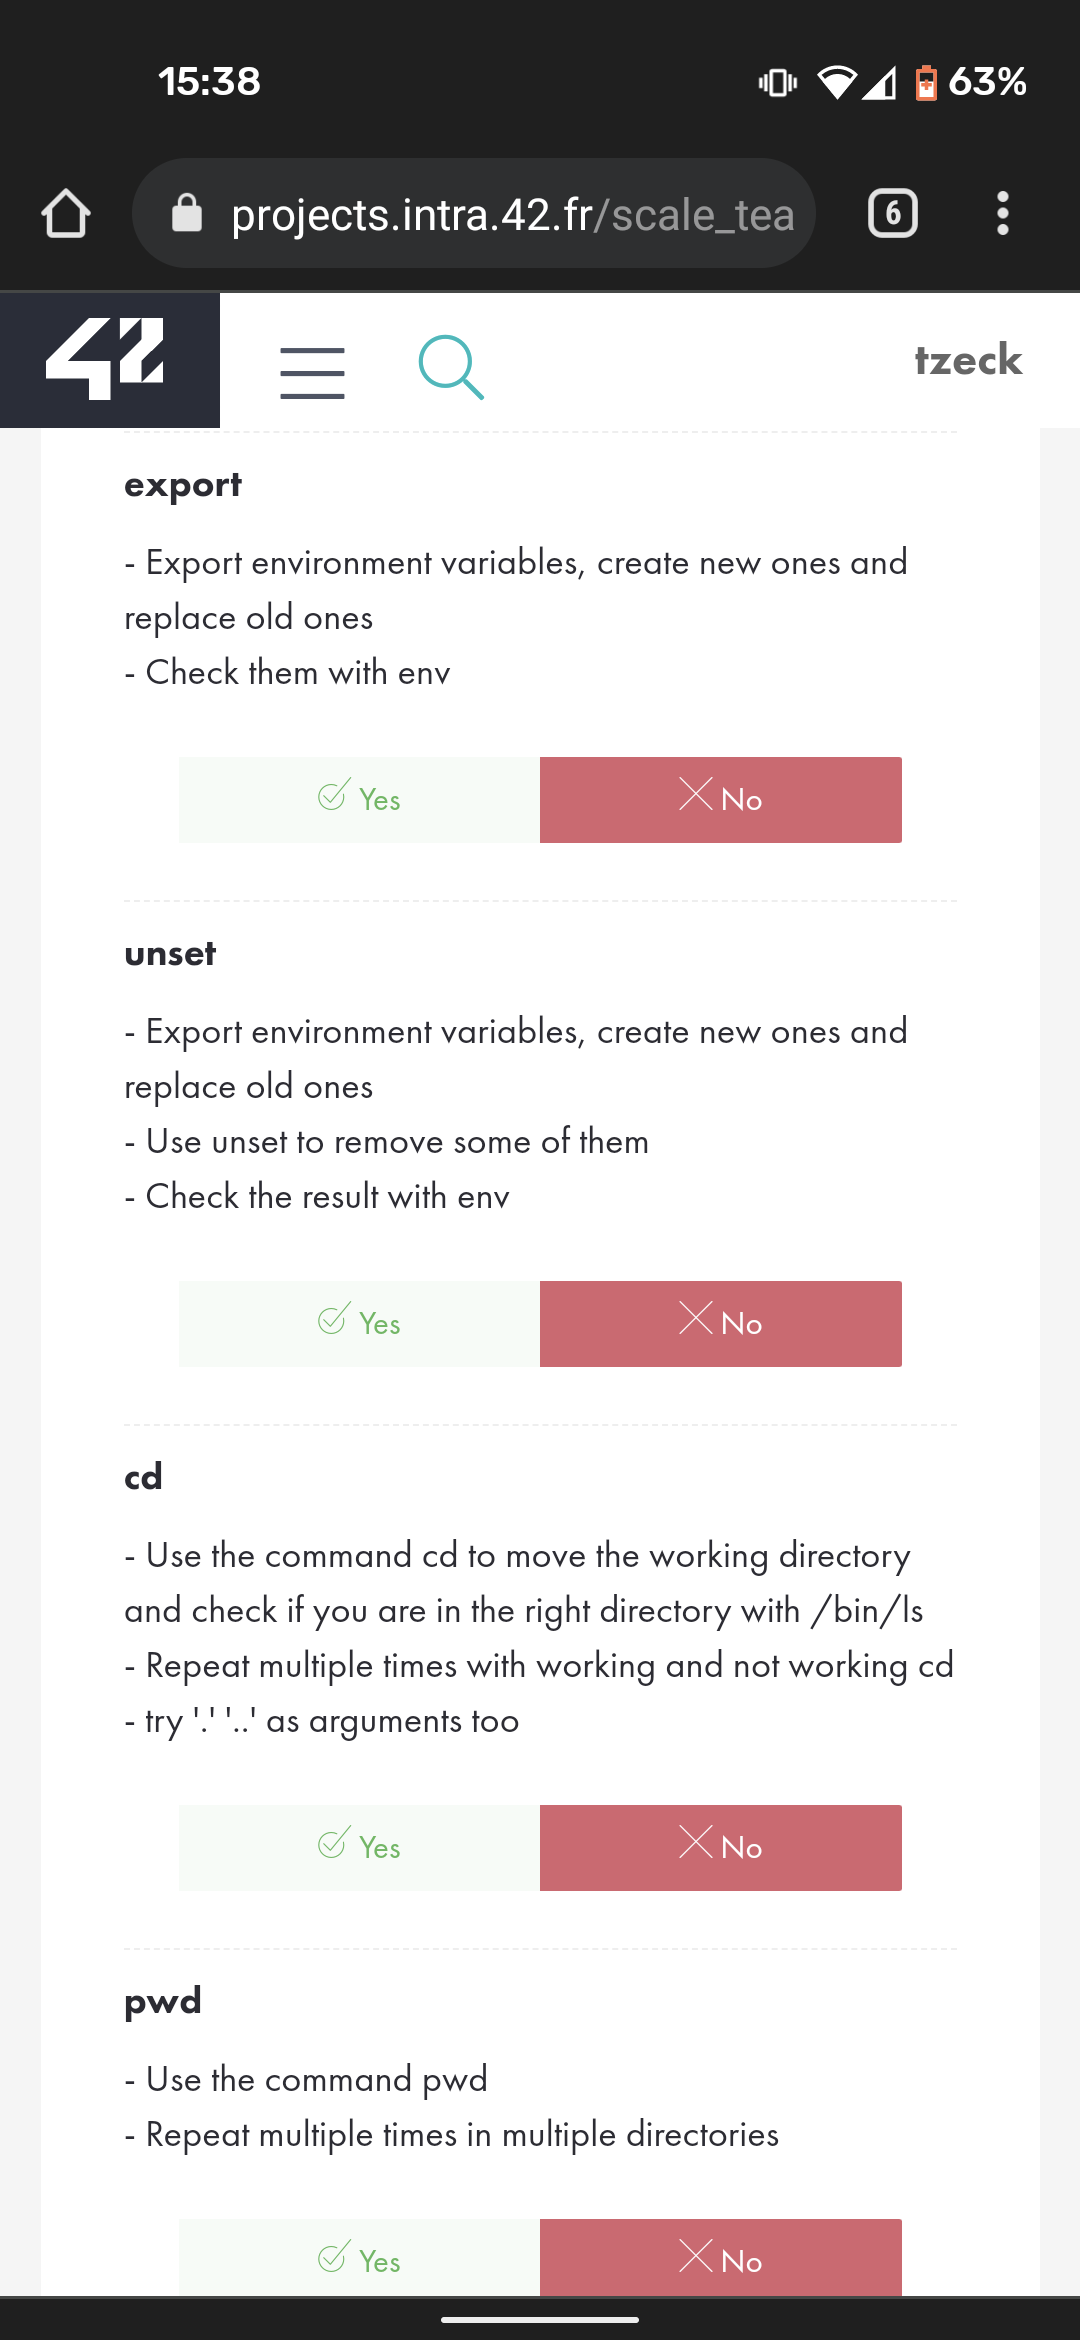 15:38
63%
projects.intra.42.fr/scale_tea
6
42
tzeck
export
- Export environment variables, create new ones and
replace old ones
- Check them with env
Yes
No
unset
- Export environment variables, create new ones and
replace old ones
- Use unset to remove some of them
- Check the result with env
Yes
No
cd
- Use the command cd to move the working directory
and check if you are in the right directory with /bin/ls
- Repeat multiple times with working and not working cd
- try '.' '..' as arguments too
Yes
No
pwd
- Use the command pwd
- Repeat multiple times in multiple directories
Yes
No